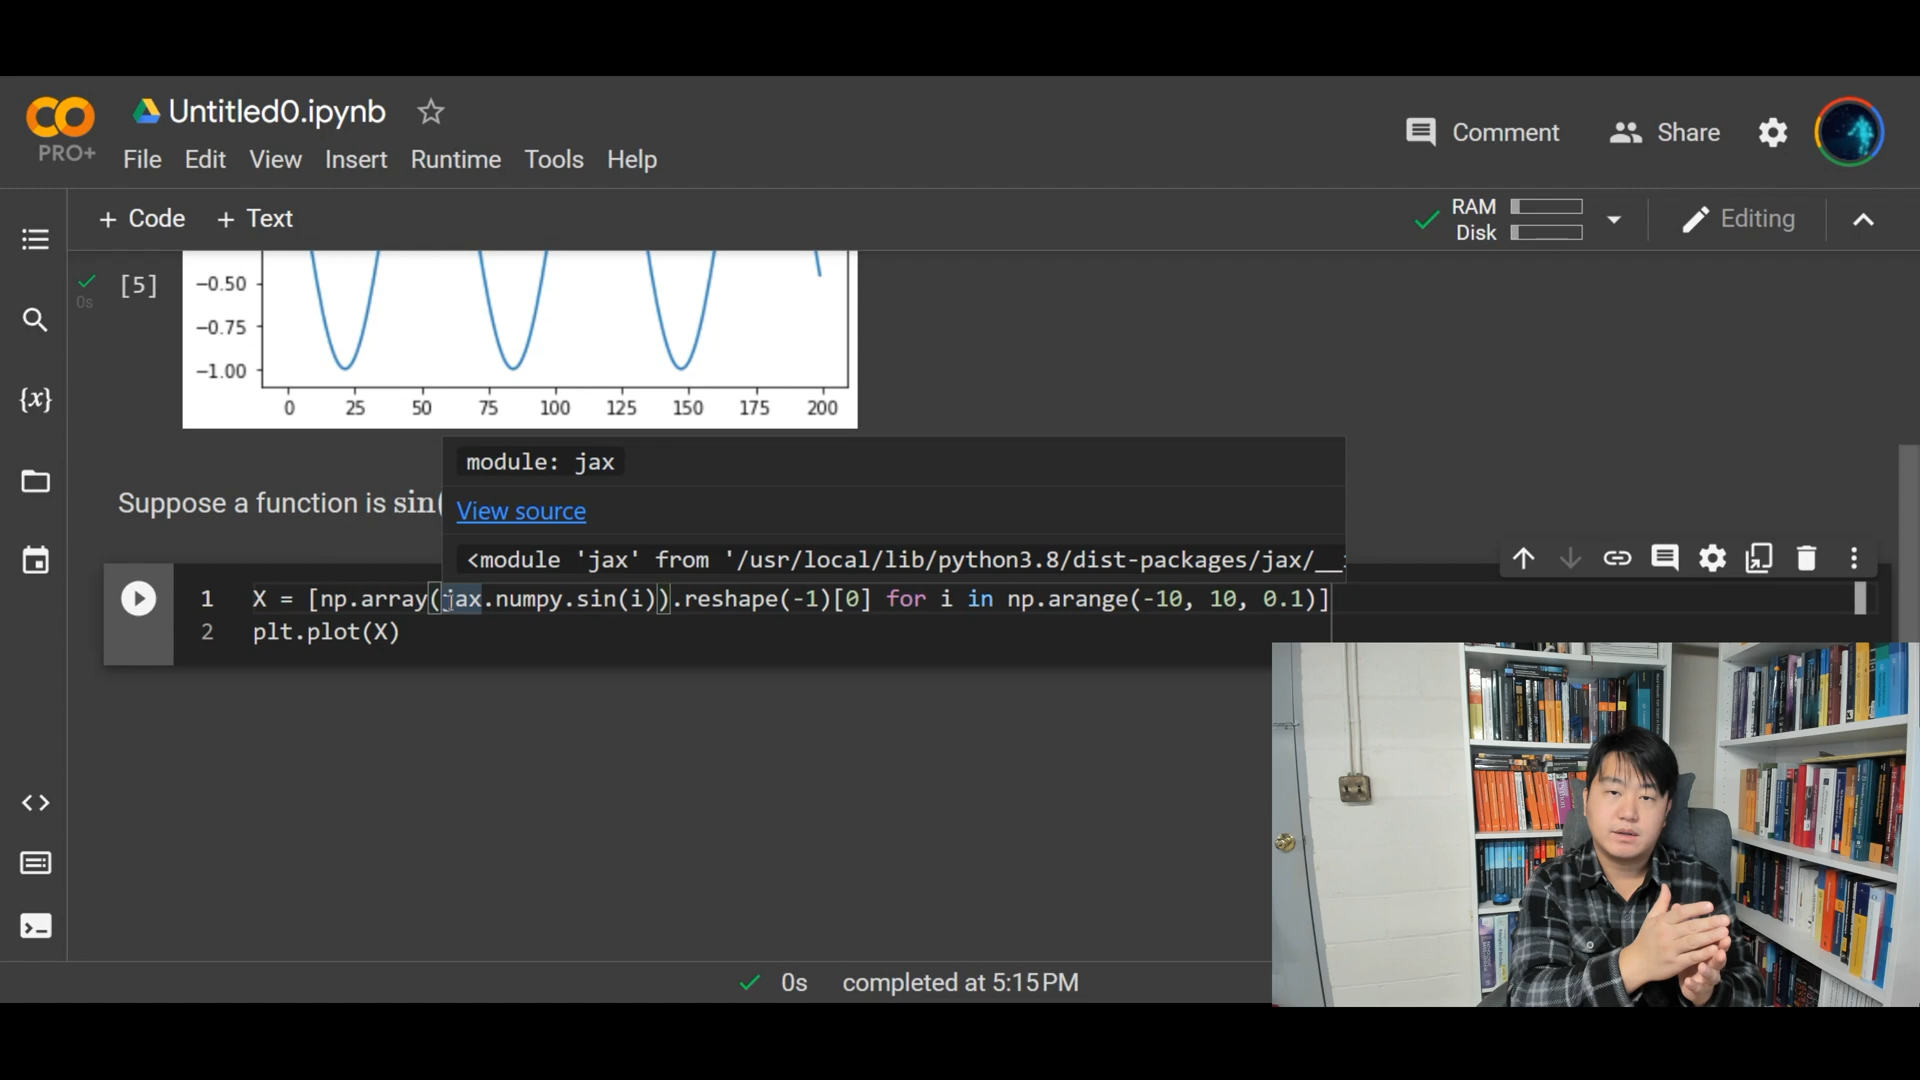 Untitled0.ipynb
PRO+
File Edit View Insert Runtime Tools Help
Comment Share
+ Code + Text
RAM
Disk
Editing
[5]
0s
−0.50
−0.75
−1.00
0 25 50 75 100 125 150 175 200
module: jax
View source
<module 'jax' from '/usr/local/lib/python3.8/dist-packages/jax/__
Suppose a function is sin(
{x}
1 X = [np.array(jax.numpy.sin(i)).reshape(-1)[0] for i in np.arange(-10, 10, 0.1)]
2 plt.plot(X)
0s completed at 5:15 PM